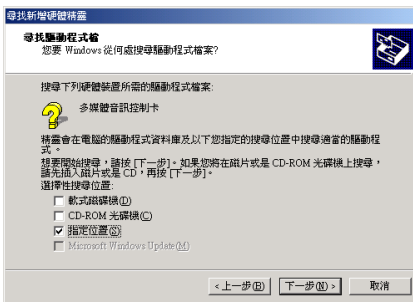 尋找新增硬體精靈
尋找驅動程式檔
您要 Windows 從何處搜尋驅動程式檔案?
搜尋下列硬體裝置所需的驅動程式檔案:
多媒體音訊控制卡
精靈會在電腦的驅動程式資料庫及以下您指定的搜尋位置中搜尋適當的驅動程
式。
想要開始搜尋，請按 [下一步]。如果您將在磁片或是 CD-ROM 光碟機上搜尋，
請先插入磁片或是 CD，再按 [下一步]。
選擇性搜尋位置:
軟式磁碟機(D)
CD-ROM 光碟機(C)
指定位置(S)
Microsoft Windows Update(M)
<上一步(B) 下一步(N)> 取消